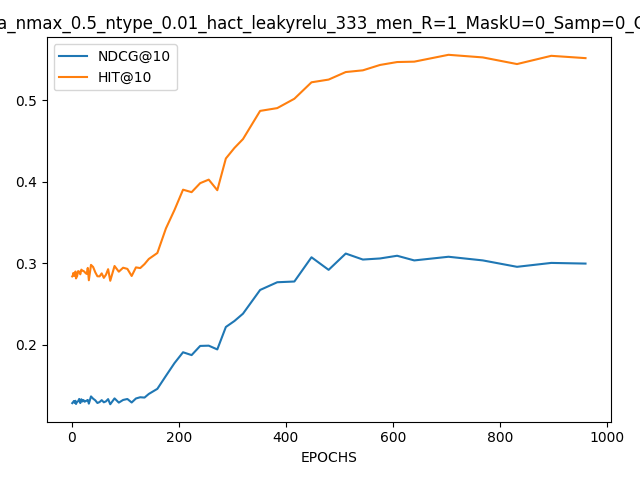 a_nmax_0.5_ntype_0.01_hact_leakyrelu_333_men_R=1_MaskU=0_Samp=0_
NDCG@10
HIT@10
0.5
0.4
0.3
0.2
0 200 400 600 800 1000
EPOCHS